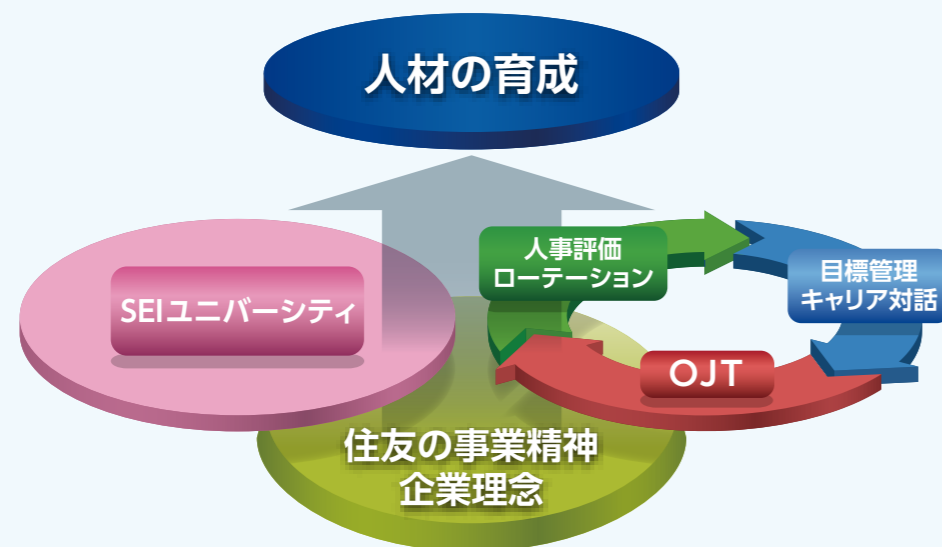 人材の育成
人事評価
ローテーション
目標管理
キャリア対話
SEIユニバーシティ
OJT
住友の事業精神
企業理念